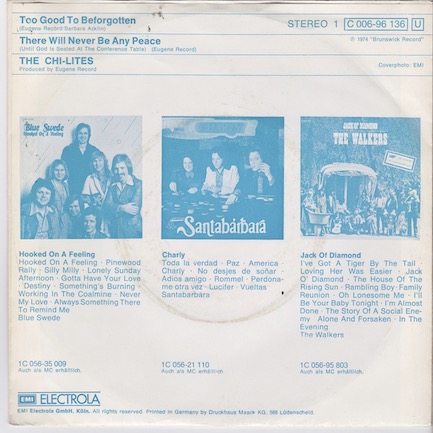 Too Good To Beforgotten
(Eugene Record/Barbara Acklin)
STEREO 1 C 006-96 136 U
There Will Never Be Any Peace
(Until God Is Seated At The Conference Table) (Eugene Record)
℗ 1974 "Brunswick Record"
THE CHI-LITES
Produced by Eugene Record
Coverphoto: EMI
Blue Swede
Hooked On A Feeling
Santabárbara
JACK OF DIAMOND
THE WALKERS
Hooked On a Feeling
Hooked On A Feeling · Pinewood
Rally · Silly Milly · Lonely Sunday
Afternoon · Gotta Have Your Love
· Destiny · Something's Burning ·
Working In The Coalmine · Never
My Love · Always Something There
To Remind Me
Blue Swede
1C 056-35 009
Auch als MC erhältlich.
Charly
Toda la verdad · Paz · America
· Charly · No desjes de soñar ·
Adios amigo · Rommel · Perdona-
me otra vez · Lucifer · Vueltas
Santabarbára
1C 056-21 110
Auch als MC erhältlich.
Jack Of Diamond
I've Got A Tiger By The Tail ·
Loving Her Was Easier · Jack
O' Diamond · The House Of The
Rising Sun · Rambling Boy · Family
Reunion · Oh Lonesome Me · I'll
Be Your Baby Tonight · I'm Almost
Done · The Story Of A Social Enem-
y · Alone And Forsaken · In The
Evening
The Walkers
1C 056-95 803
Auch als MC erhältlich.
EMI ELECTROLA
EMI Electrola GmbH, Köln. All rights reserved. Printed in Germany by Druckhaus Maack KG, 588 Lüdenscheid.